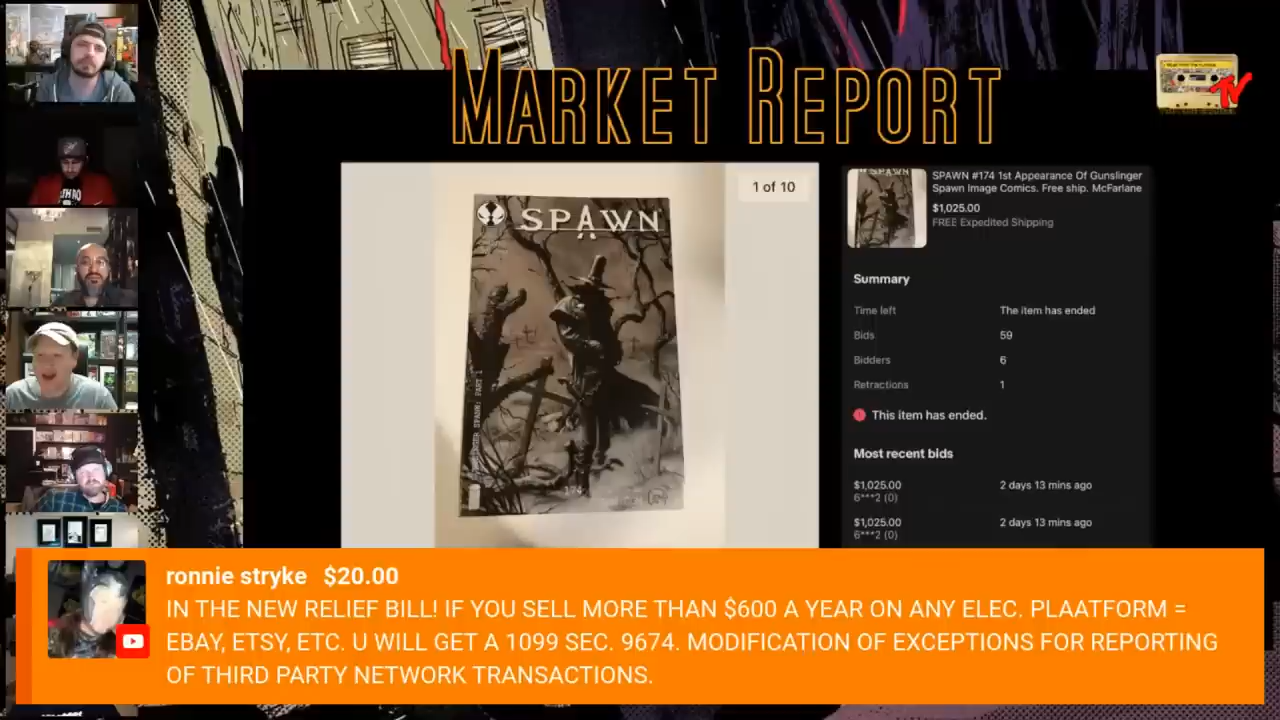 MARKET REPORT
TV
1 of 10
SPAWN
174
SPAWN #174 1st Appearance Of Gunslinger
Spawn Image Comics. Free ship. McFarlane
$1,025.00
FREE Expedited Shipping
Summary
Time left The item has ended
Bids 59
Bidders 6
Retractions 1
This item has ended.
Most recent bids
$1,025.00 2 days 13 mins ago
6***2 (0)
$1,025.00 2 days 13 mins ago
6***2 (0)
ronnie stryke $20.00
IN THE NEW RELIEF BILL! IF YOU SELL MORE THAN $600 A YEAR ON ANY ELEC. PLAATFORM =
EBAY, ETSY, ETC. U WILL GET A 1099 SEC. 9674. MODIFICATION OF EXCEPTIONS FOR REPORTING
OF THIRD PARTY NETWORK TRANSACTIONS.